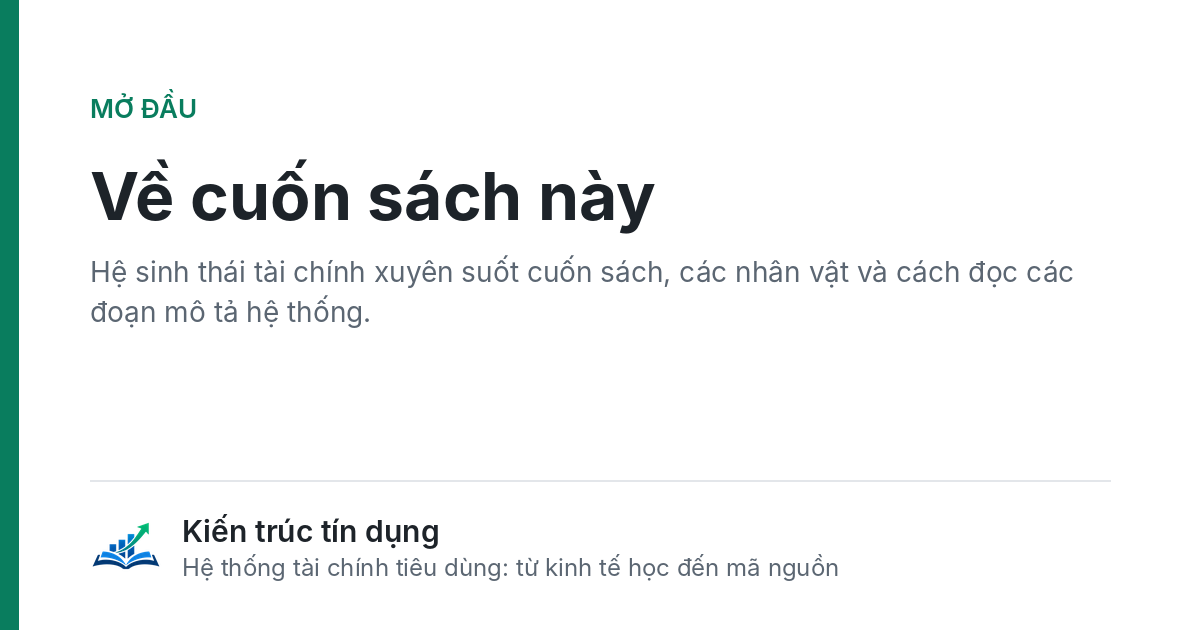 MỞ ĐẦU
Về cuốn sách này
Hệ sinh thái tài chính xuyên suốt cuốn sách, các nhân vật và cách đọc các
đoạn mô tả hệ thống.
Kiến trúc tín dụng
Hệ thống tài chính tiêu dùng: từ kinh tế học đến mã nguồn